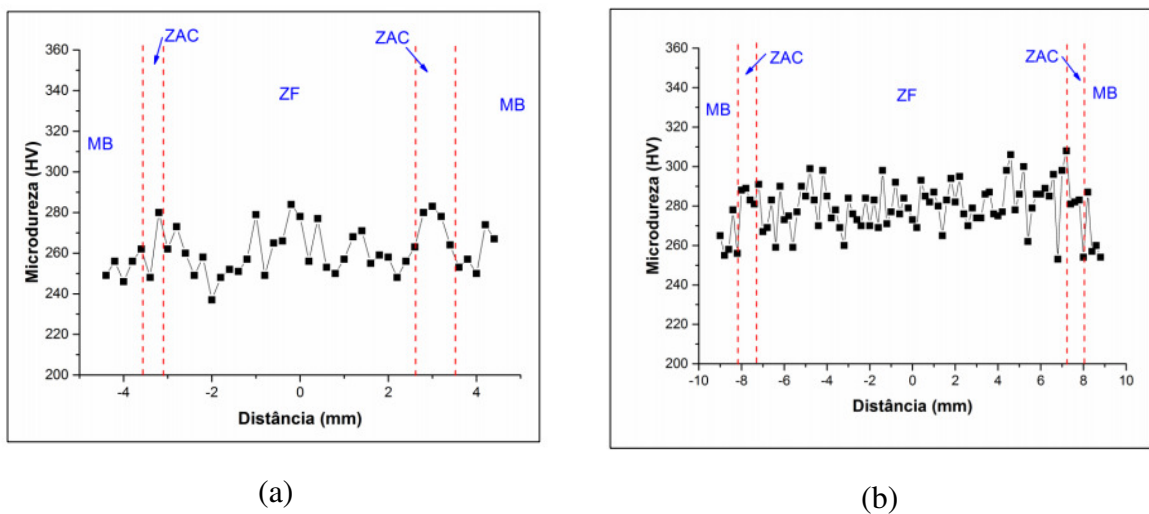 ZAC
ZAC
ZF
MB
MB
Microdureza (HV)
360
340
320
300
280
260
240
220
200
-4
-2
0
2
4
Distância (mm)
(a)
ZAC
ZAC
ZF
MB
MB
Microdureza (HV)
360
340
320
300
280
260
240
220
200
-10
-8
-6
-4
-2
0
2
4
6
8
10
Distância (mm)
(b)